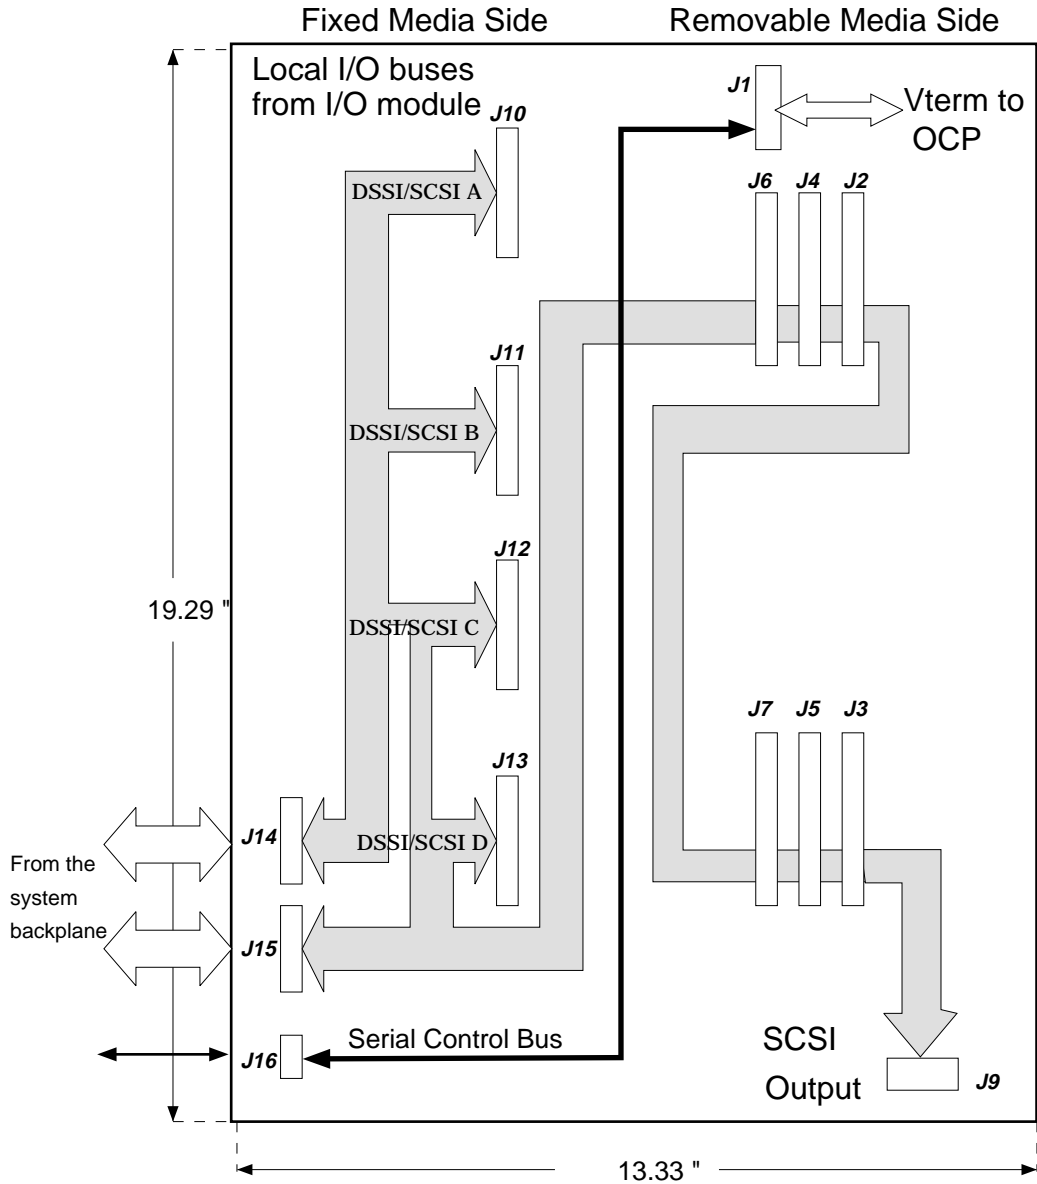 Fixed Media Side
Removable Media Side
Local I/O buses
from I/O module
J10
J1
Vterm to
OCP
DSSI/SCSI A
J6
J4
J2
J11
DSSI/SCSI B
J12
19.29 "
DSSI/SCSI C
J7
J5
J3
J13
J14
DSSI/SCSI D
From the
system
backplane
J15
Serial Control Bus
J16
SCSI
Output
J9
13.33 "